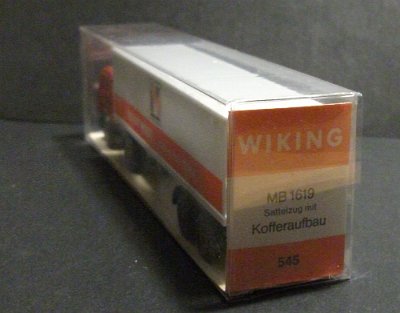 WIKING
MB 1619
Sattelzug mit
Kofferaufbau
545